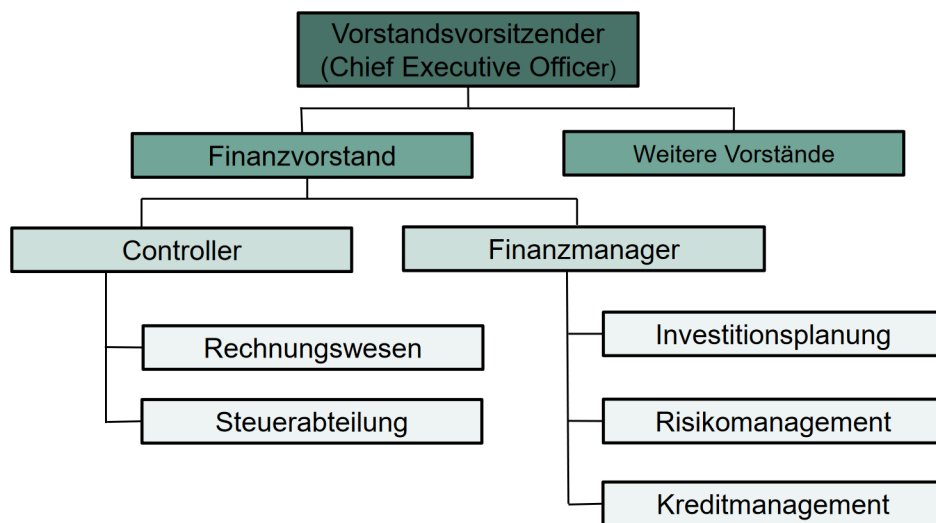 Vorstandsvorsitzender
(Chief Executive Officer)
Finanzvorstand
Weitere Vorstände
Controller
Finanzmanager
Rechnungswesen
Steuerabteilung
Investitionsplanung
Risikomanagement
Kreditmanagement